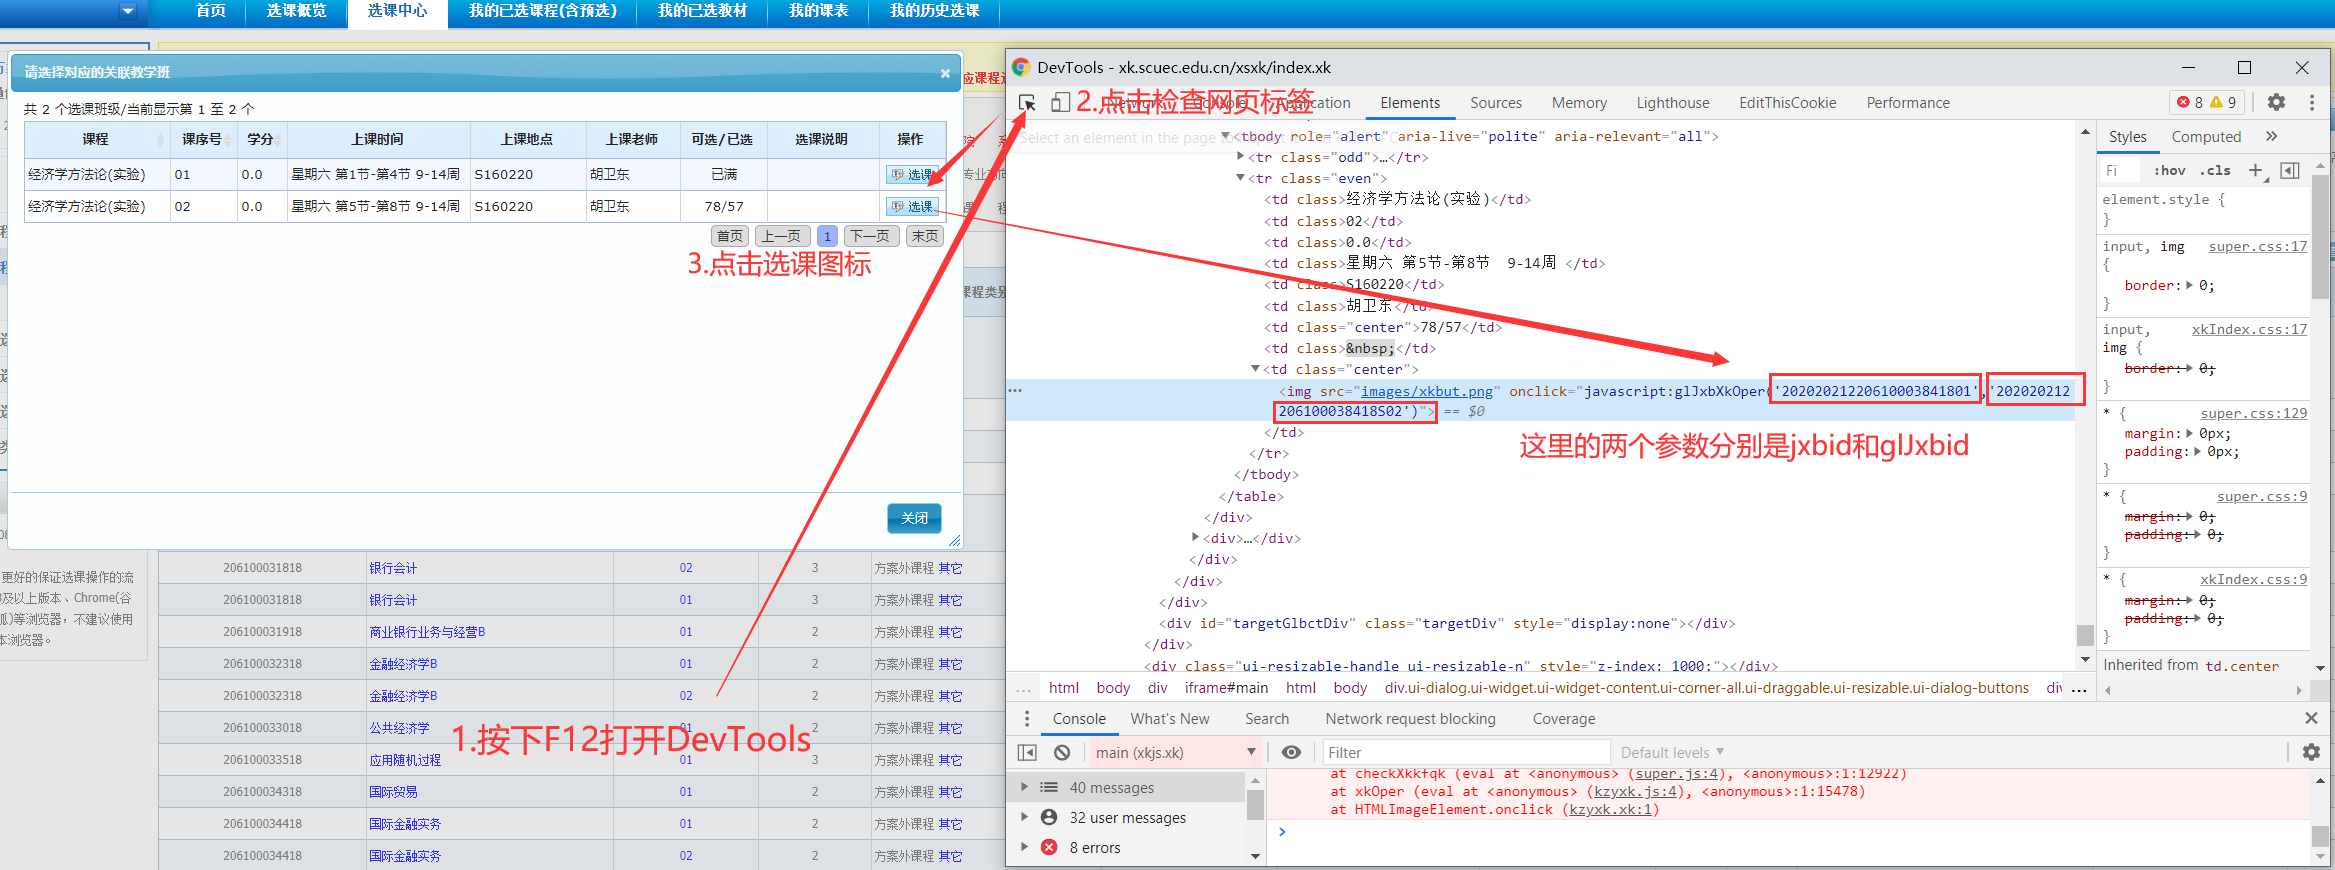 首页 选课概览 选课中心 我的已选课程(含预选) 我的已选教材 我的课表 我的历史选课
请选择对应的关联教学班
共 2 个选课班级/当前显示第 1 至 2 个
课程 课序号 学分 上课时间 上课地点 上课老师 可选/已选 选课说明 操作
经济学方法论(实验) 01 0.0 星期六 第1节-第4节 9-14周 S160220 胡卫东 已满 选课
经济学方法论(实验) 02 0.0 星期六 第5节-第8节 9-14周 S160220 胡卫东 78/57 选课
首页 上一页 1 下一页 末页
3.点击选课图标
关闭
更好的保证选课操作的流
及以上版本、Chrome(谷
狐)等浏览器，不建议使用
本浏览器。
206100031818 银行会计 02 3 方案外课程 其它
206100031818 银行会计 01 3 方案外课程 其它
206100031918 商业银行业务与经营B 01 2 方案外课程 其它
206100032318 金融经济学B 01 2 方案外课程 其它
206100032318 金融经济学B 02 2 方案外课程 其它
206100033018 公共经济学 01 2 方案外课程 其它
1.按下F12打开DevTools
206100033518 应用随机过程 01 3 方案外课程 其它
206100034318 国际贸易 01 2 方案外课程 其它
206100034418 国际金融实务 01 2 方案外课程 其它
206100034418 国际金融实务 02 2 方案外课程 其它
应课程
课程类别
DevTools - xk.scuec.edu.cn/xsxk/index.xk
2.点击检查网页标签
Network Console Application Elements Sources Memory Lighthouse EditThisCookie Performance 8 9
Select an element in the page to inspect it
<tbody role="alert" aria-live="polite" aria-relevant="all">
<tr class="odd">…</tr>
<tr class="even">
<td class>经济学方法论(实验)</td>
<td class>02</td>
<td class>0.0</td>
<td class>星期六 第5节-第8节 9-14周 </td>
<td class>S160220</td>
<td class>胡卫东</td>
<td class="center">78/57</td>
<td class>&nbsp;</td>
<td class="center">
<img src="images/xkbut.png" onclick="javascript:glJxbXkOper('20202021220610003841801','202020212
206100038418S02')"> == $0
</td>
这里的两个参数分别是jxbid和glJxbid
</tr>
</tbody>
</table>
</div>
<div>…</div>
</div>
</div>
</div>
<div id="targetGlbctDiv" class="targetDiv" style="display:none"></div>
</div>
<div class="ui-resizable-handle ui-resizable-n" style="z-index: 1000;"></div>
... html body div iframe#main html body div.ui-dialog.ui-widget.ui-widget-content.ui-corner-all.ui-draggable.ui-resizable.ui-dialog-buttons div ...
Styles Computed »
Fi :hov .cls +
element.style {
}
input, img super.css:17
{
border: 0;
}
input, xkIndex.css:17
img {
border: 0;
}
* { super.css:129
margin: 0px;
padding: 0px;
}
* { super.css:9
margin: 0;
padding: 0;
}
* { xkIndex.css:9
margin: 0;
padding: 0;
}
Inherited from td.center
Console What's New Search Network request blocking Coverage
main (xkjs.xk) Filter Default levels
40 messages
32 user messages
8 errors
at checkXkkfqk (eval at <anonymous> (super.js:4), <anonymous>:1:12922)
at xkOper (eval at <anonymous> (kzyxk.js:4), <anonymous>:1:15478)
at HTMLImageElement.onclick (kzyxk.xk:1)